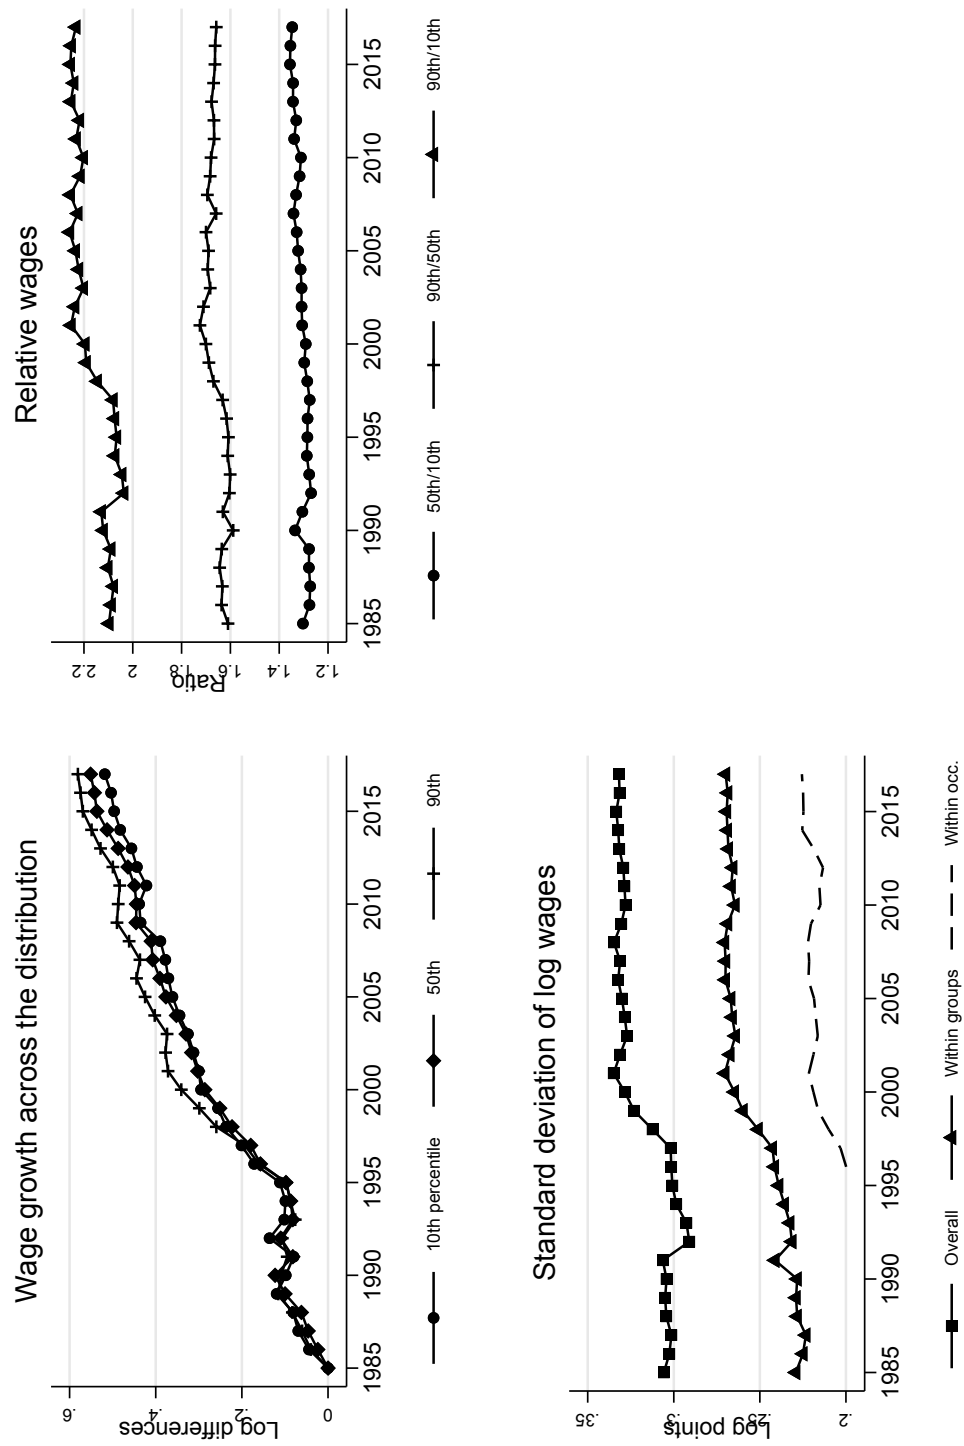 Wage growth across the distribution
Log differences
.6
.4
.2
0
1985 1990 1995 2000 2005 2010 2015
10th percentile 50th 90th
Relative wages
Ratio
2.2
2
1.8
1.6
1.4
1.2
1985 1990 1995 2000 2005 2010 2015
50th/10th 90th/50th 90th/10th
Standard deviation of log wages
Log points
.35
.3
.25
.2
1985 1990 1995 2000 2005 2010 2015
Overall Within groups Within occ.